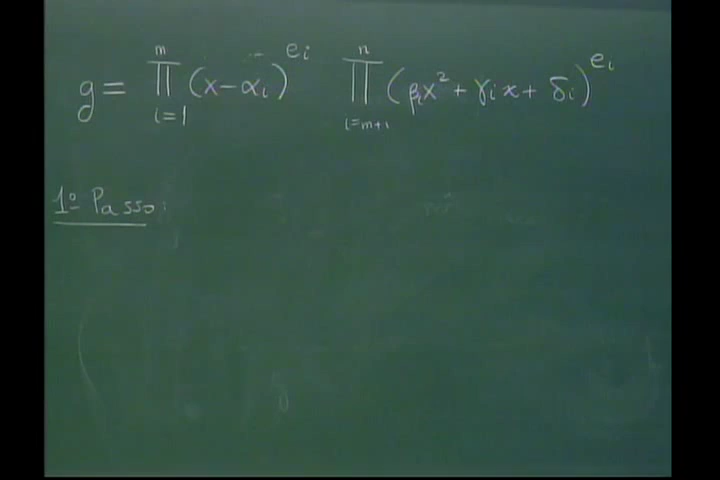 g = ∏_{i=1}^{m} (x - α_i)^{e_i} ∏_{i=m+1}^{n} (β_i x² + γ_i x + δ_i)^{e_i}
1º Passo: